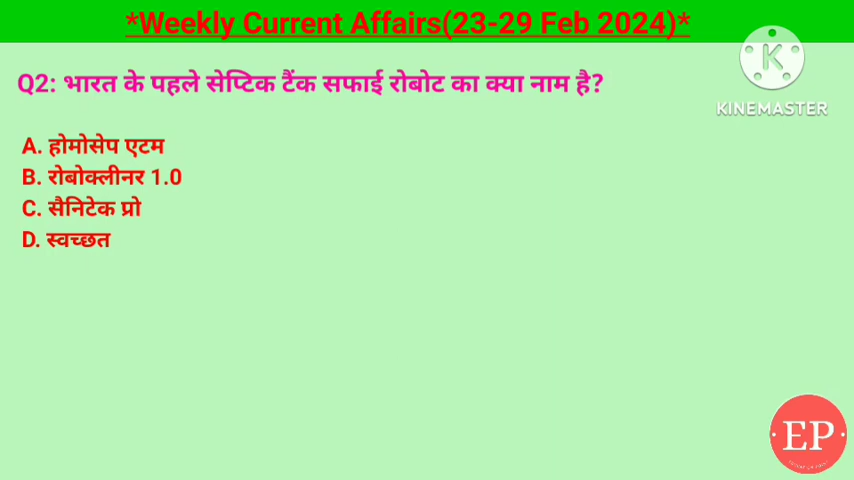 *Weekly Current Affairs(23-29 Feb 2024)*
Q2: भारत के पहले सेप्टिक टैंक सफाई रोबोट का क्या नाम है?
KINEMASTER
A. होमोसेप एटम
B. रोबोक्लीनर 1.0
C. सैनिटेक प्रो
D. स्वच्छत
EP